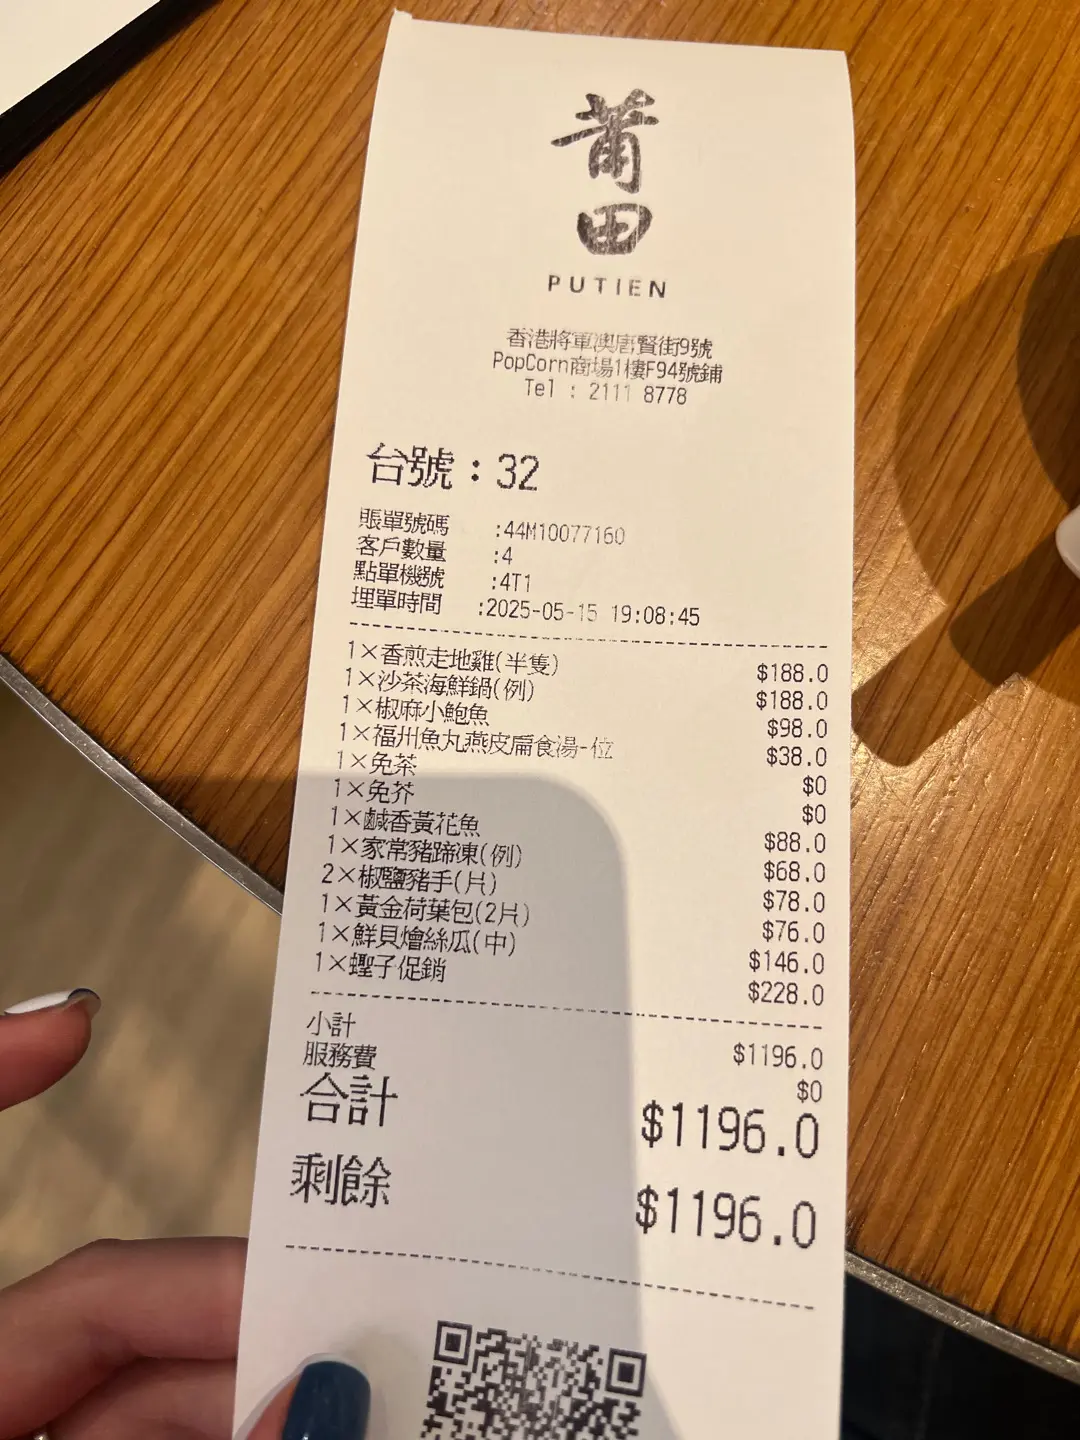 莆
田
PUTIEN
香港將軍澳唐賢街9號
PopCorn商場1樓F94號鋪
Tel : 2111 8778
台號：32
賬單號碼 :44M10077160
客戶數量 :4
點單機號 :4T1
埋單時間 :2025-05-15 19:08:45
1×香煎走地雞(半隻) $188.0
1×沙茶海鮮鍋(例) $188.0
1×椒麻小鮑魚 $98.0
1×福州魚丸燕皮扁食湯-位 $38.0
1×免茶 $0
1×免芥 $0
1×鹹香黃花魚 $88.0
1×家常豬蹄凍(例) $68.0
2×椒鹽豬手(片) $78.0
1×黃金荷葉包(2片) $76.0
1×鮮貝燴絲瓜(中) $146.0
1×蟶子促銷 $228.0
小計 $1196.0
服務費 $0
合計 $1196.0
剩餘 $1196.0